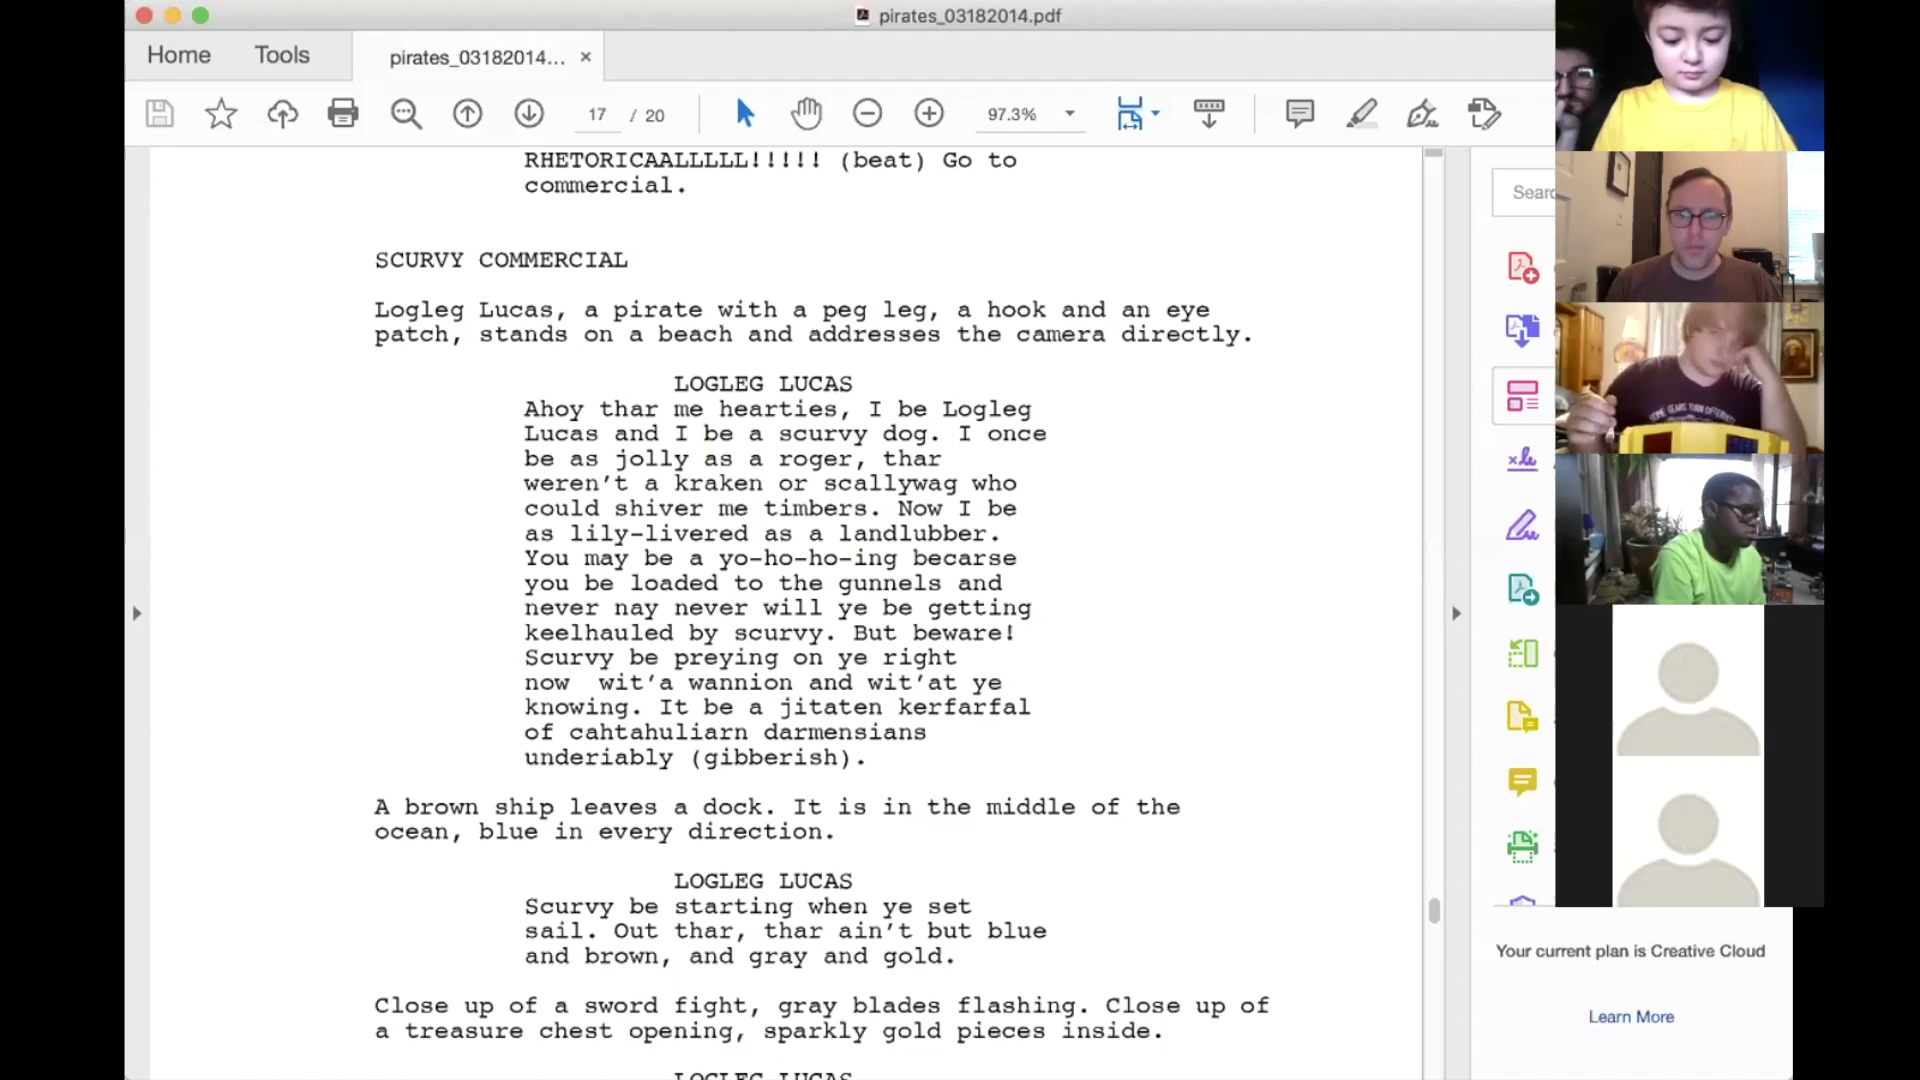 pirates_03182014.pdf
Home
Tools
pirates_03182014...
17 / 20
97.3%
RHETORICAALLLLL!!!!! (beat) Go to
commercial.
SCURVY COMMERCIAL
Logleg Lucas, a pirate with a peg leg, a hook and an eye
patch, stands on a beach and addresses the camera directly.
LOGLEG LUCAS
Ahoy thar me hearties, I be Logleg
Lucas and I be a scurvy dog. I once
be as jolly as a roger, thar
weren't a kraken or scallywag who
could shiver me timbers. Now I be
as lily-livered as a landlubber.
You may be a yo-ho-ho-ing becarse
you be loaded to the gunnels and
never nay never will ye be getting
keelhauled by scurvy. But beware!
Scurvy be preying on ye right
now  wit'a wannion and wit'at ye
knowing. It be a jitaten kerfarfal
of cahtahuliarn darmensians
underiably (gibberish).
A brown ship leaves a dock. It is in the middle of the
ocean, blue in every direction.
LOGLEG LUCAS
Scurvy be starting when ye set
sail. Out thar, thar ain't but blue
and brown, and gray and gold.
Close up of a sword fight, gray blades flashing. Close up of
a treasure chest opening, sparkly gold pieces inside.
LOGLEG LUCAS
Searc
SOME GEARS TURN DIFFERENTLY
Your current plan is Creative Cloud
Learn More